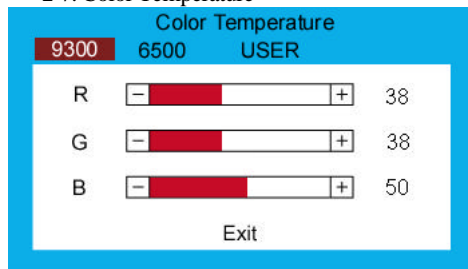 Color Temperature
9300 6500 USER
R - + 38
G - + 38
B - + 50
Exit